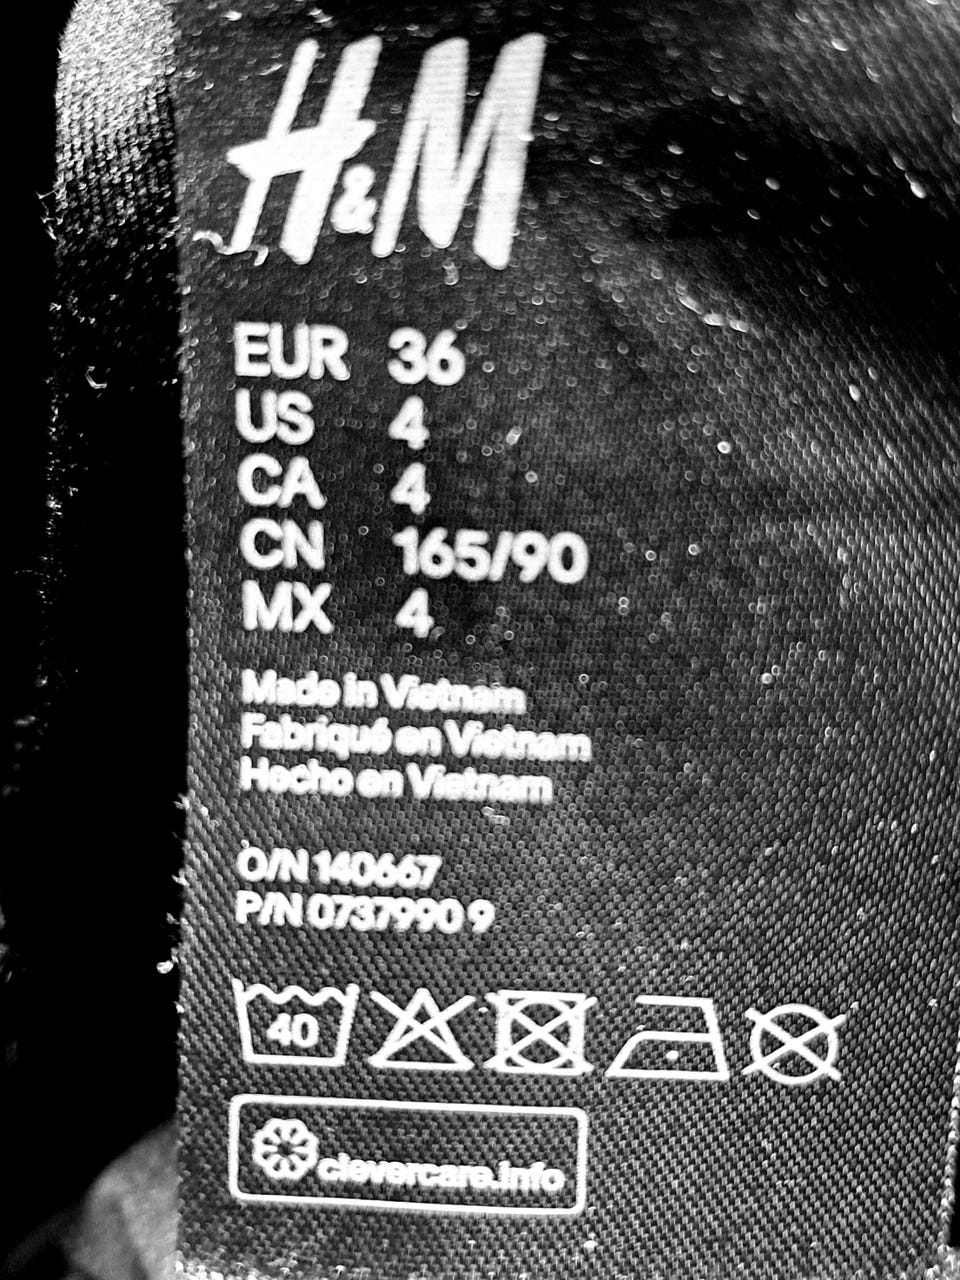 H&M
EUR 36
US 4
CA 4
CN 165/90
MX 4
Made in Vietnam
Fabriqué en Vietnam
Hecho en Vietnam
O/N 140667
P/N 0737990 9
40
clevercare.info